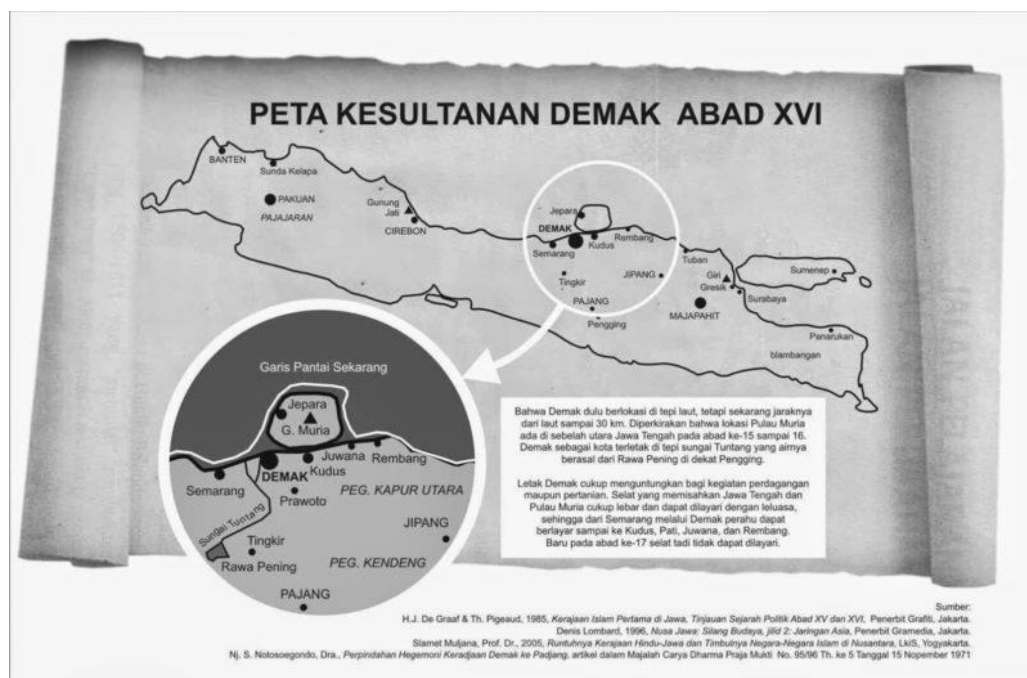 PETA KESULTANAN DEMAK ABAD XVI
BANTEN
Sunda Kelapa
PAKUAN
PAJAJARAN
Gunung
Jati
CIREBON
Jepara
DEMAK
Semarang
Kudus
Rembang
Tingkir
JIPANG
PAJANG
Pengging
Tuban
Giri
Gresik
Surabaya
MAJAPAHIT
Sumenep
Penarukan
blambangan
Garis Pantai Sekarang
Jepara
G. Muria
Juwana
Rembang
DEMAK
Kudus
Semarang
Prawoto
PEG. KAPUR UTARA
Sungai Tuntang
JIPANG
Tingkir
Rawa Pening
PEG. KENDENG
PAJANG
Bahwa Demak dulu berlokasi di tepi laut, tetapi sekarang jaraknya
dari laut sampai 30 km. Diperkirakan bahwa lokasi Pulau Muria
ada di sebelah utara Jawa Tengah pada abad ke-15 sampai 16.
Demak sebagai kota terletak di tepi sungai Tuntang yang airnya
berasal dari Rawa Pening di dekat Pengging.
Letak Demak cukup menguntungkan bagi kegiatan perdagangan
maupun pertanian. Selat yang memisahkan Jawa Tengah dan
Pulau Muria cukup lebar dan dapat dilayari dengan leluasa,
sehingga dari Semarang melalui Demak perahu dapat
berlayar sampai ke Kudus, Pati, Juwana, dan Rembang.
Baru pada abad ke-17 selat tadi tidak dapat dilayari.
Sumber:
H.J. De Graaf & Th. Pigeaud, 1985, Kerajaan Islam Pertama di Jawa, Tinjauan Sejarah Politik Abad XV dan XVI, Penerbit Grafiti, Jakarta.
Denis Lombard, 1996, Nusa Jawa: Silang Budaya, jilid 2: Jaringan Asia, Penerbit Gramedia, Jakarta.
Slamet Muljana, Prof. Dr., 2005, Runtuhnya Kerajaan Hindu-Jawa dan Timbulnya Negara-Negara Islam di Nusantara, LkiS, Yogyakarta.
Nj. S. Notosoegondo, Dra., Perpindahan Hegemoni Keradjaan Demak ke Padjang. artikel dalam Majalah Carya Dharma Praja Mukti No. 95/96 Th. ke 5 Tanggal 15 Nopember 1971